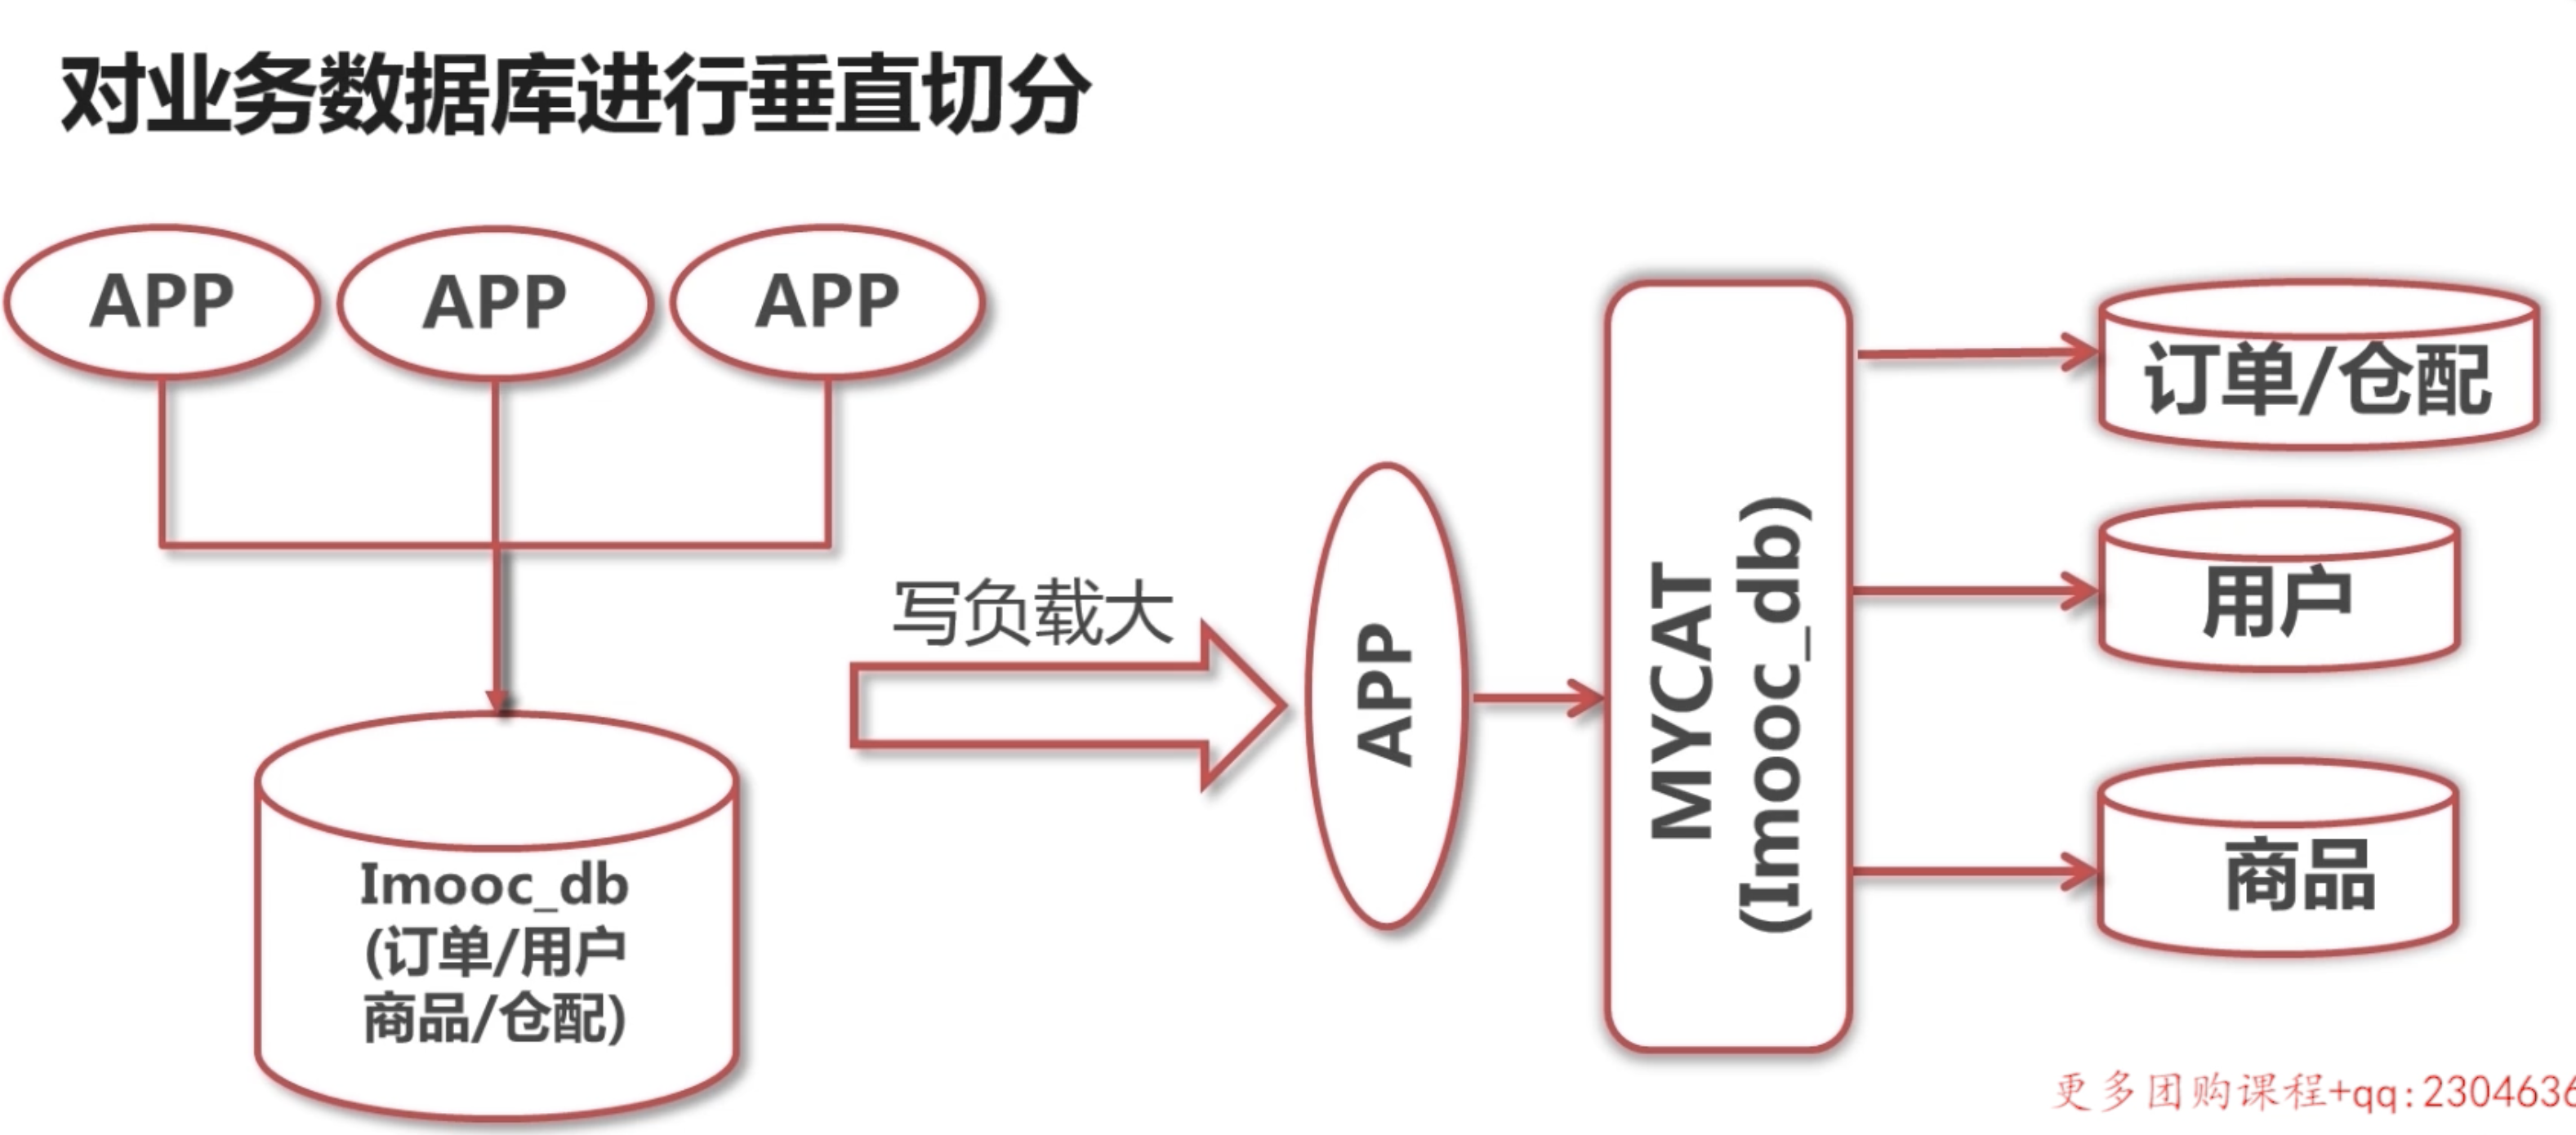 对业务数据库进行垂直切分
APP
APP
APP
Imooc_db
(订单/用户
商品/仓配)
写负载大
APP
MYCAT
(Imooc_db)
订单/仓配
用户
商品
更多团购课程+qq:2304636